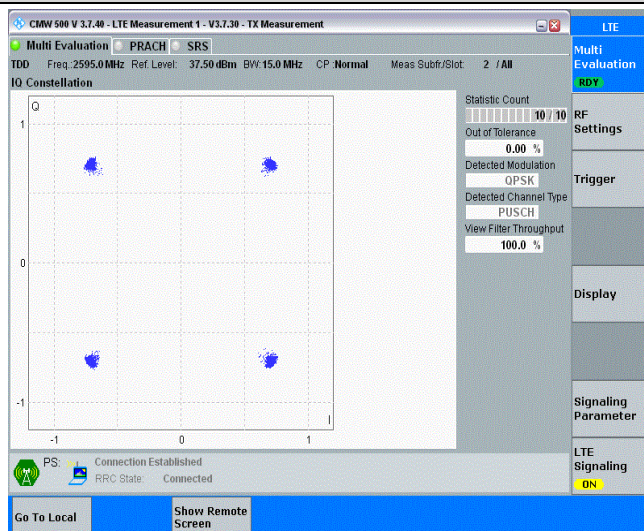 CMW 500 V 3.7.40 - LTE Measurement 1 - V3.7.30 - TX Measurement
LTE
Multi Evaluation PRACH SRS
Multi
Evaluation
RDY
TDD Freq.:2595.0 MHz Ref. Level: 37.50 dBm BW:15.0 MHz CP :Normal Meas Subfr./Slot: 2 / All
IQ Constellation
Q
1
0
-1
I
-1 0 1
Statistic Count
10 / 10
Out of Tolerance
0.00 %
Detected Modulation
QPSK
Detected Channel Type
PUSCH
View Filter Throughput
100.0 %
RF
Settings
Trigger
Display
Signaling
Parameter
LTE
Signaling
ON
PS: Connection Established
RRC State: Connected
Go To Local
Show Remote
Screen